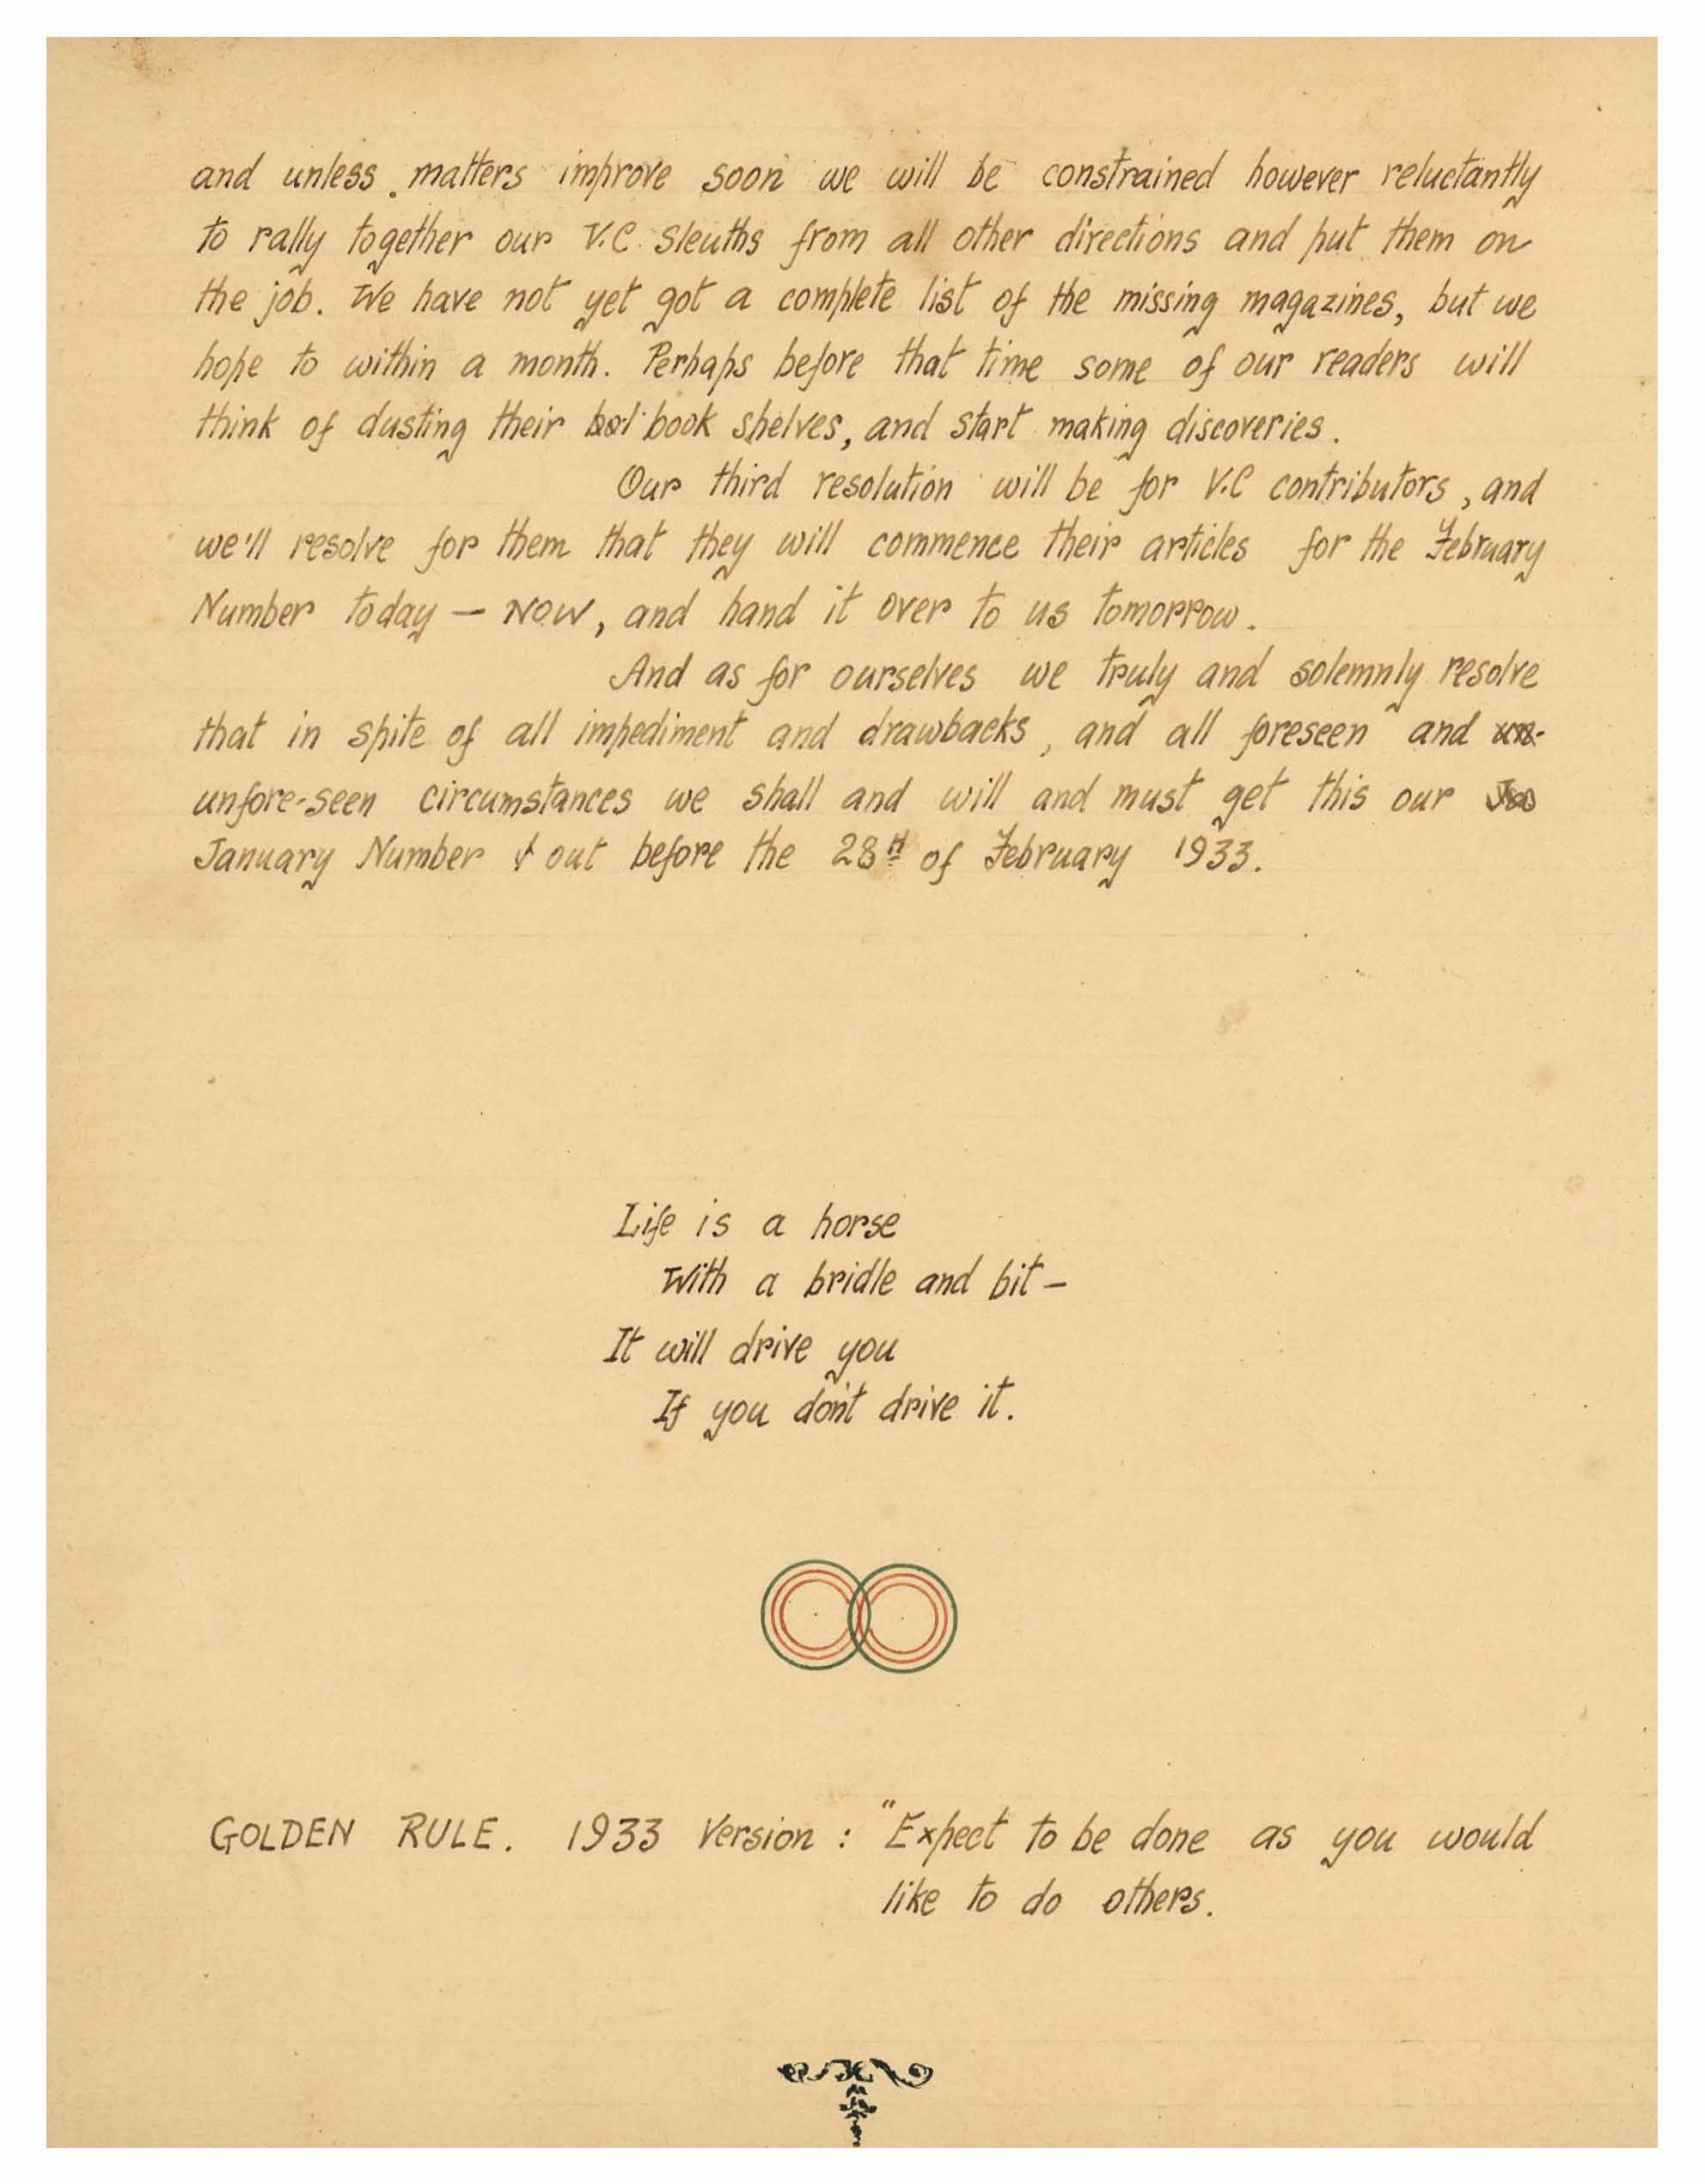 and unless matters improve soon we will be constrained however reluctantly
to rally together our V.C. Sleuths from all other directions and put them on
the job. We have not yet got a complete list of the missing magazines, but we
hope to within a month. Perhaps before that time some of our readers will
think of dusting their book shelves, and start making discoveries.
Our third resolution will be for V.C contributors, and
we'll resolve for them that they will commence their articles for the February
Number today — NOW, and hand it over to us tomorrow.
And as for ourselves we truly and solemnly resolve
that in spite of all impediment and drawbacks, and all foreseen and un-
unfore-seen circumstances we shall and will and must get this our
January Number out before the 28th of February 1933.
Life is a horse
With a bridle and bit —
It will drive you
If you don't drive it.
GOLDEN RULE. 1933 Version : "Expect to be done as you would
like to do others.